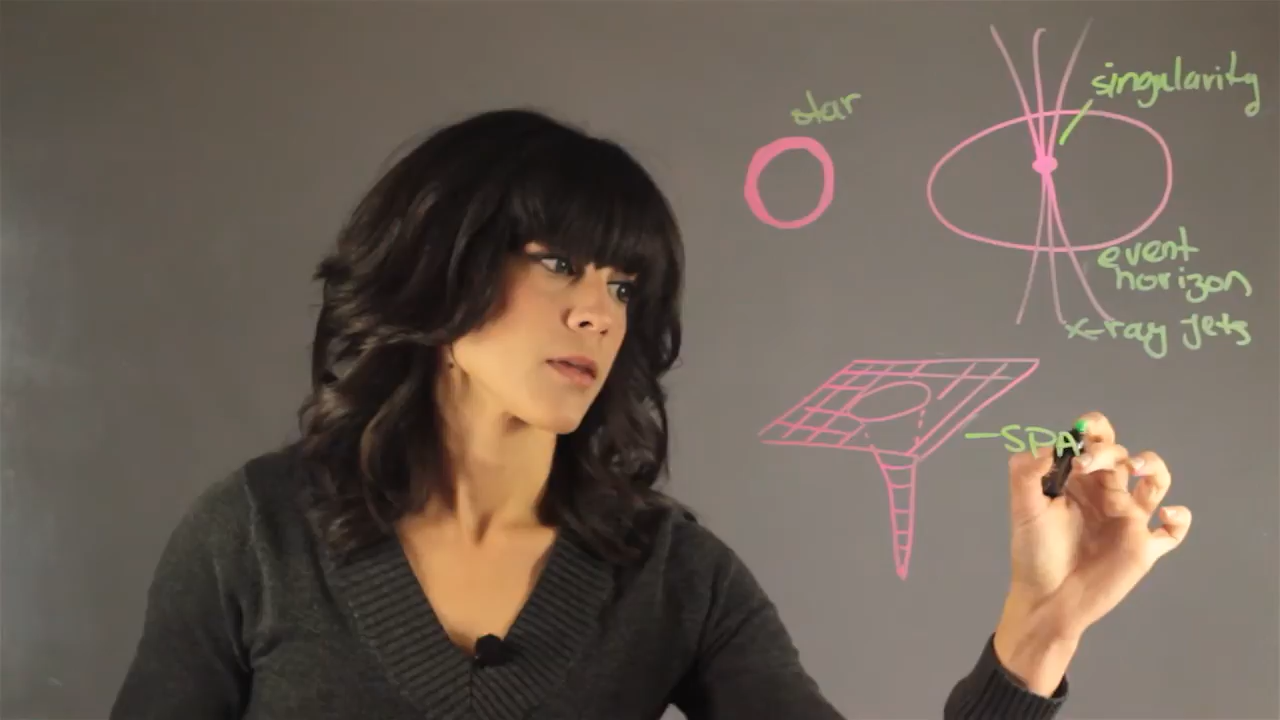 star
singularity
event
horizon
x-ray jets
-SPA